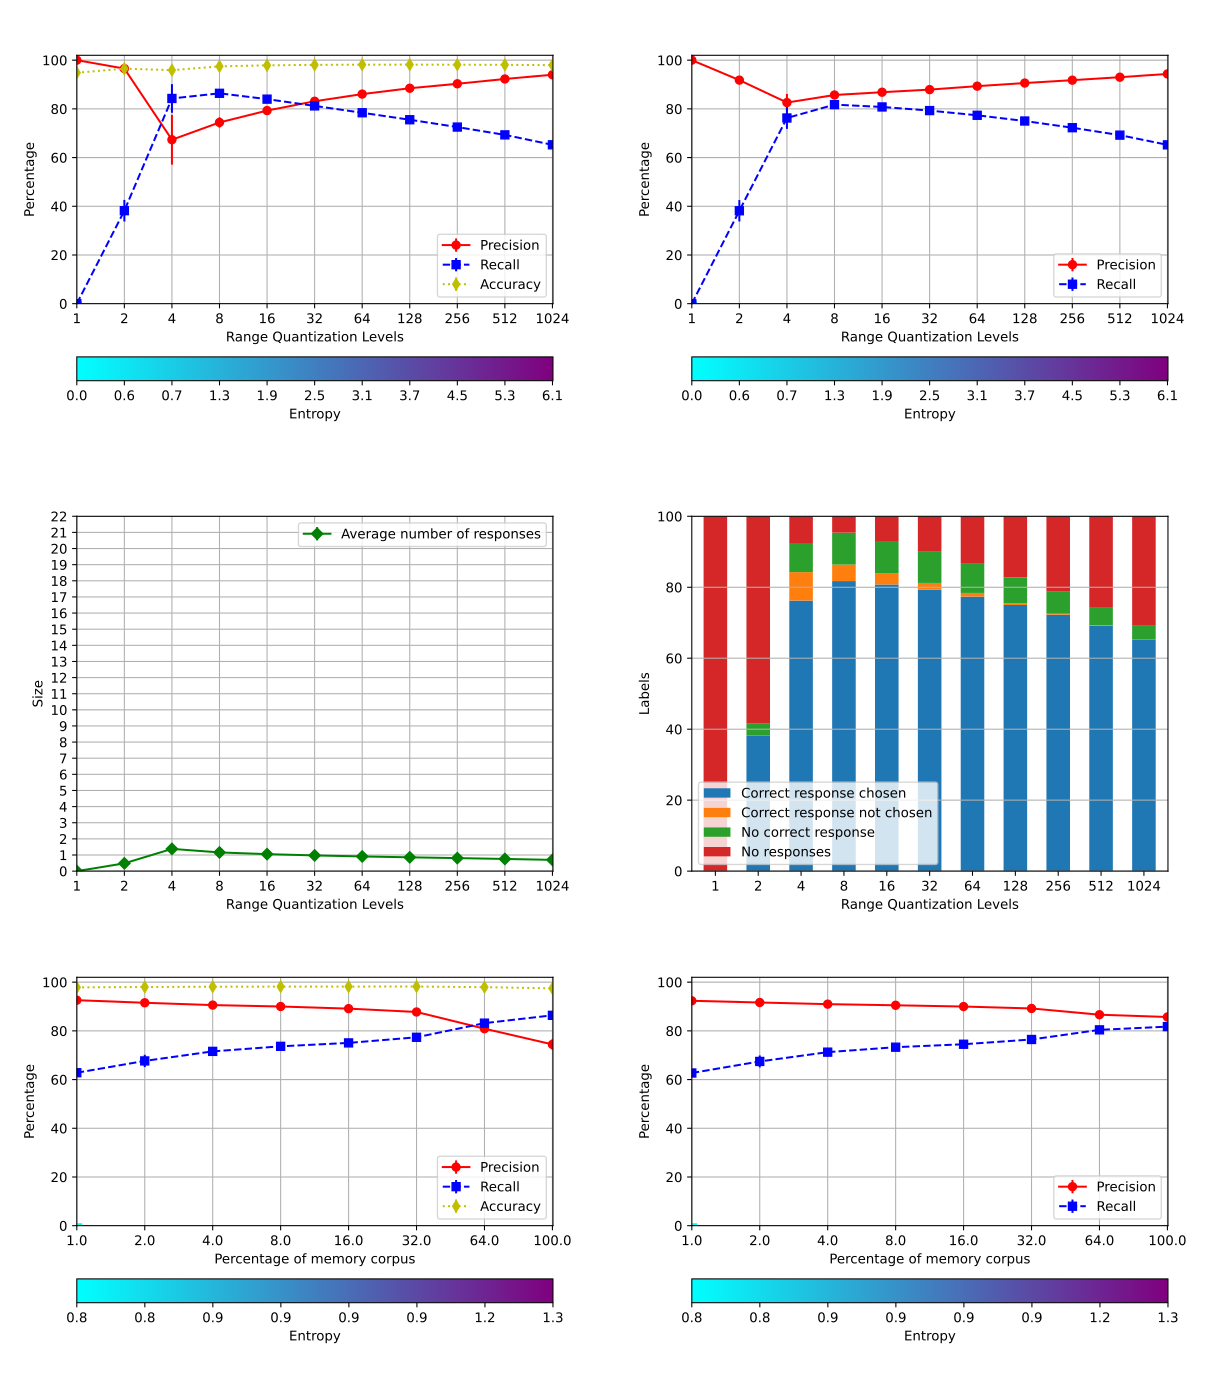 100
80
60
40
20
0
Percentage
1 2 4 8 16 32 64 128 256 512 1024
Range Quantization Levels
Precision
Recall
Accuracy
0.0 0.6 0.7 1.3 1.9 2.5 3.1 3.7 4.5 5.3 6.1
Entropy
100
80
60
40
20
0
Percentage
1 2 4 8 16 32 64 128 256 512 1024
Range Quantization Levels
Precision
Recall
0.0 0.6 0.7 1.3 1.9 2.5 3.1 3.7 4.5 5.3 6.1
Entropy
22
21
20
19
18
17
16
15
14
13
12
11
10
9
8
7
6
5
4
3
2
1
0
Size
Average number of responses
1 2 4 8 16 32 64 128 256 512 1024
Range Quantization Levels
100
80
60
40
20
0
Labels
Correct response chosen
Correct response not chosen
No correct response
No responses
1 2 4 8 16 32 64 128 256 512 1024
Range Quantization Levels
100
80
60
40
20
0
Percentage
Precision
Recall
Accuracy
1.0 2.0 4.0 8.0 16.0 32.0 64.0 100.0
Percentage of memory corpus
0.8 0.8 0.9 0.9 0.9 0.9 1.2 1.3
Entropy
100
80
60
40
20
0
Percentage
Precision
Recall
1.0 2.0 4.0 8.0 16.0 32.0 64.0 100.0
Percentage of memory corpus
0.8 0.8 0.9 0.9 0.9 0.9 1.2 1.3
Entropy